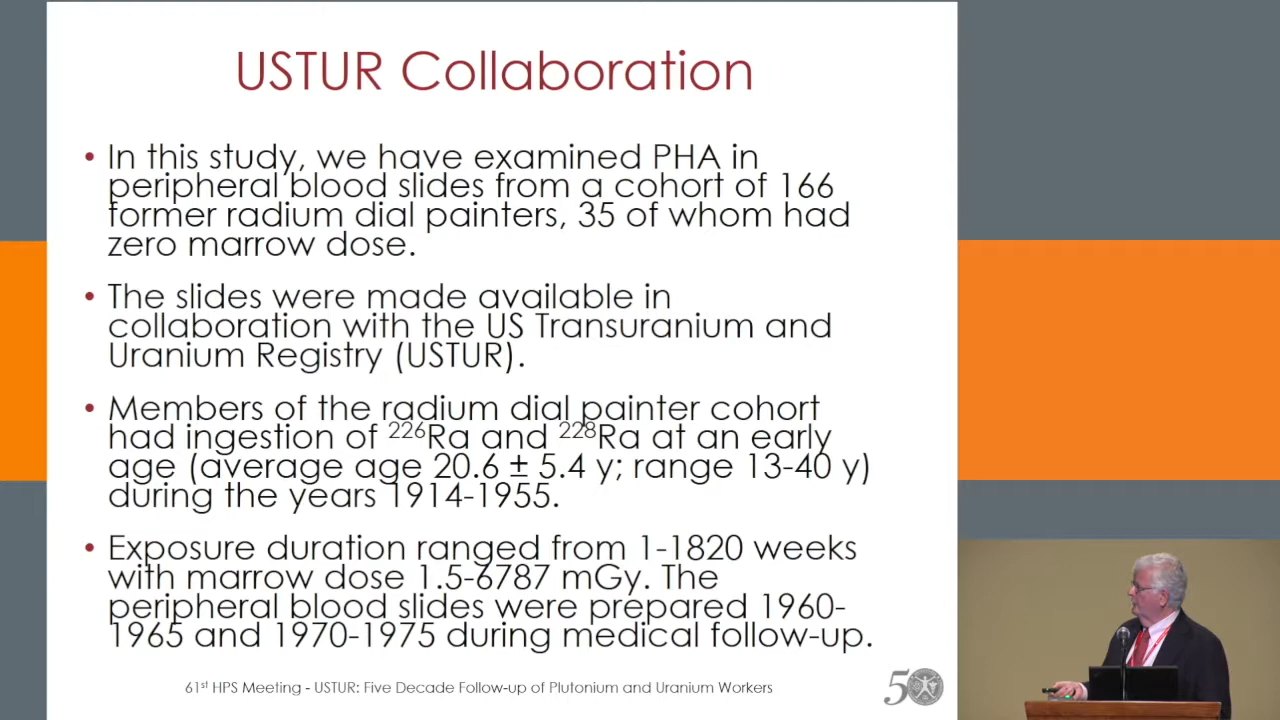 USTUR Collaboration
• In this study, we have examined PHA in
peripheral blood slides from a cohort of 166
former radium dial painters, 35 of whom had
zero marrow dose.
• The slides were made available in
collaboration with the US Transuranium and
Uranium Registry (USTUR).
• Members of the radium dial painter cohort
had ingestion of ²²⁶Ra and ²²⁸Ra at an early
age (average age 20.6 ± 5.4 y; range 13-40 y)
during the years 1914-1955.
• Exposure duration ranged from 1-1820 weeks
with marrow dose 1.5-6787 mGy. The
peripheral blood slides were prepared 1960-
1965 and 1970-1975 during medical follow-up.
61st HPS Meeting - USTUR: Five Decade Follow-up of Plutonium and Uranium Workers
50